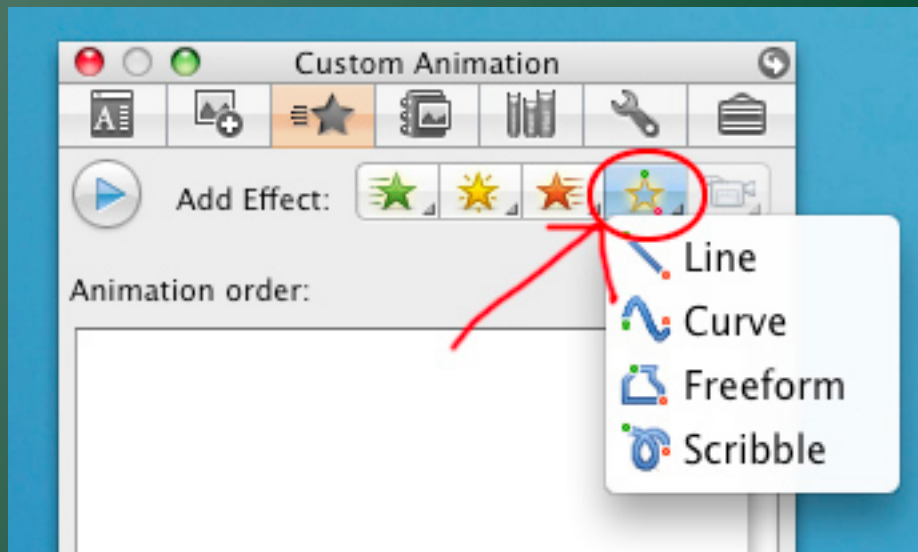 Custom Animation
A
Add Effect:
Line
Animation order:
Curve
Freeform
Scribble